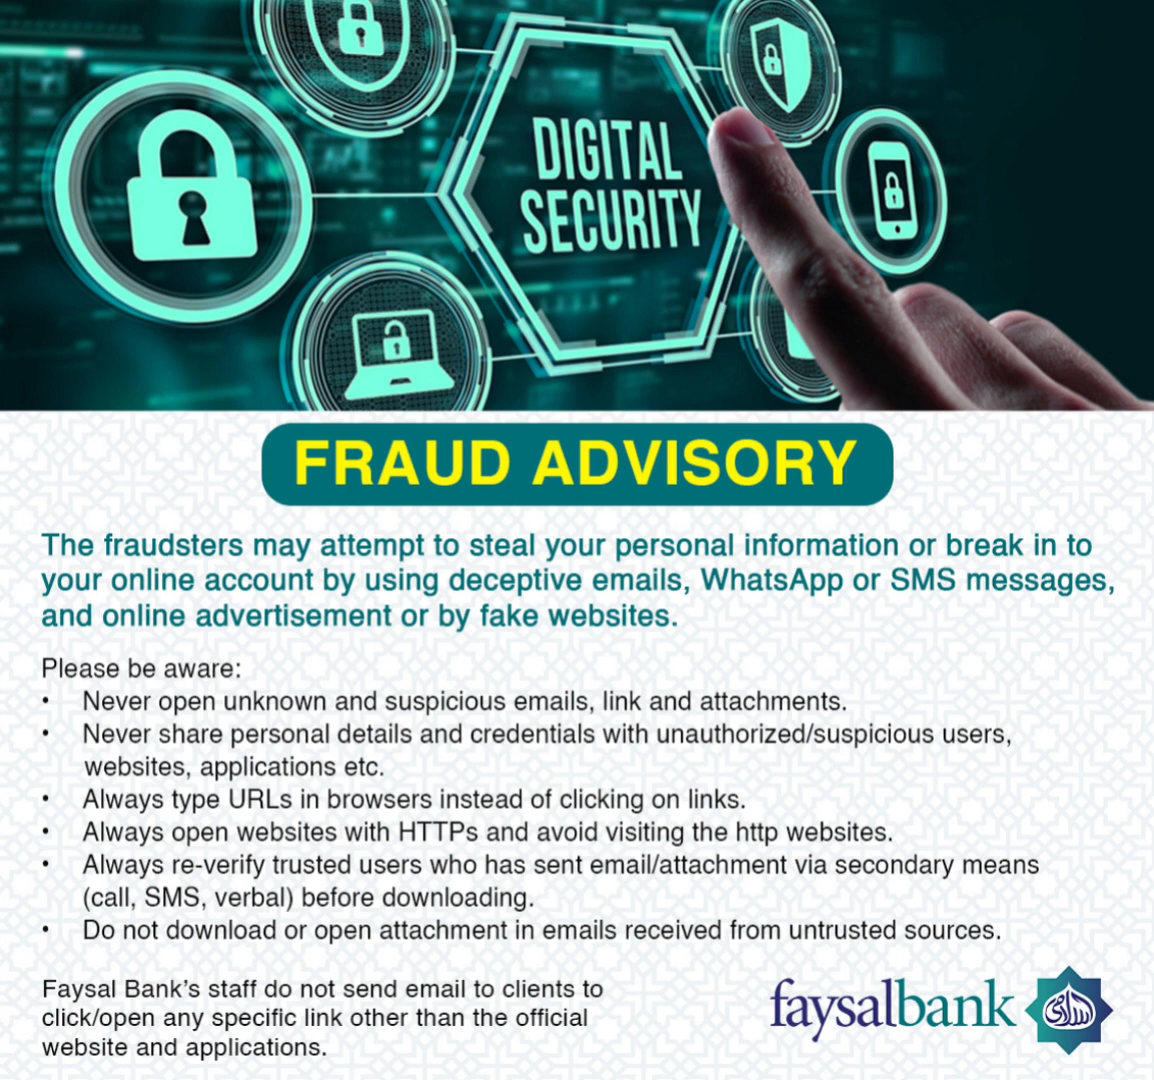 DIGITAL
SECURITY
FRAUD ADVISORY
The fraudsters may attempt to steal your personal information or break in to
your online account by using deceptive emails, WhatsApp or SMS messages,
and online advertisement or by fake websites.
Please be aware:
• Never open unknown and suspicious emails, link and attachments.
• Never share personal details and credentials with unauthorized/suspicious users,
websites, applications etc.
• Always type URLs in browsers instead of clicking on links.
• Always open websites with HTTPs and avoid visiting the http websites.
• Always re-verify trusted users who has sent email/attachment via secondary means
(call, SMS, verbal) before downloading.
• Do not download or open attachment in emails received from untrusted sources.
Faysal Bank's staff do not send email to clients to
click/open any specific link other than the official
website and applications.
faysalbank